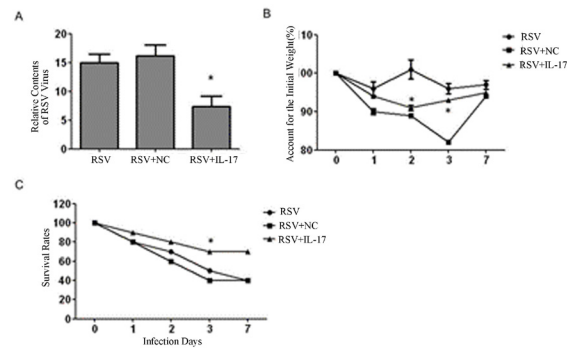 A
Relative Contents
of RSV Virus
20
15
10
5
0
*
RSV
RSV+NC
RSV+IL-17
B
Account for the Initial Weight(%)
00
90
80
*
*
0
1
2
3
7
RSV
RSV+NC
RSV+IL-17
C
Survival Rates
120
100
80
60
40
20
0
*
0
1
2
3
7
Infection Days
RSV
RSV+NC
RSV+IL-17